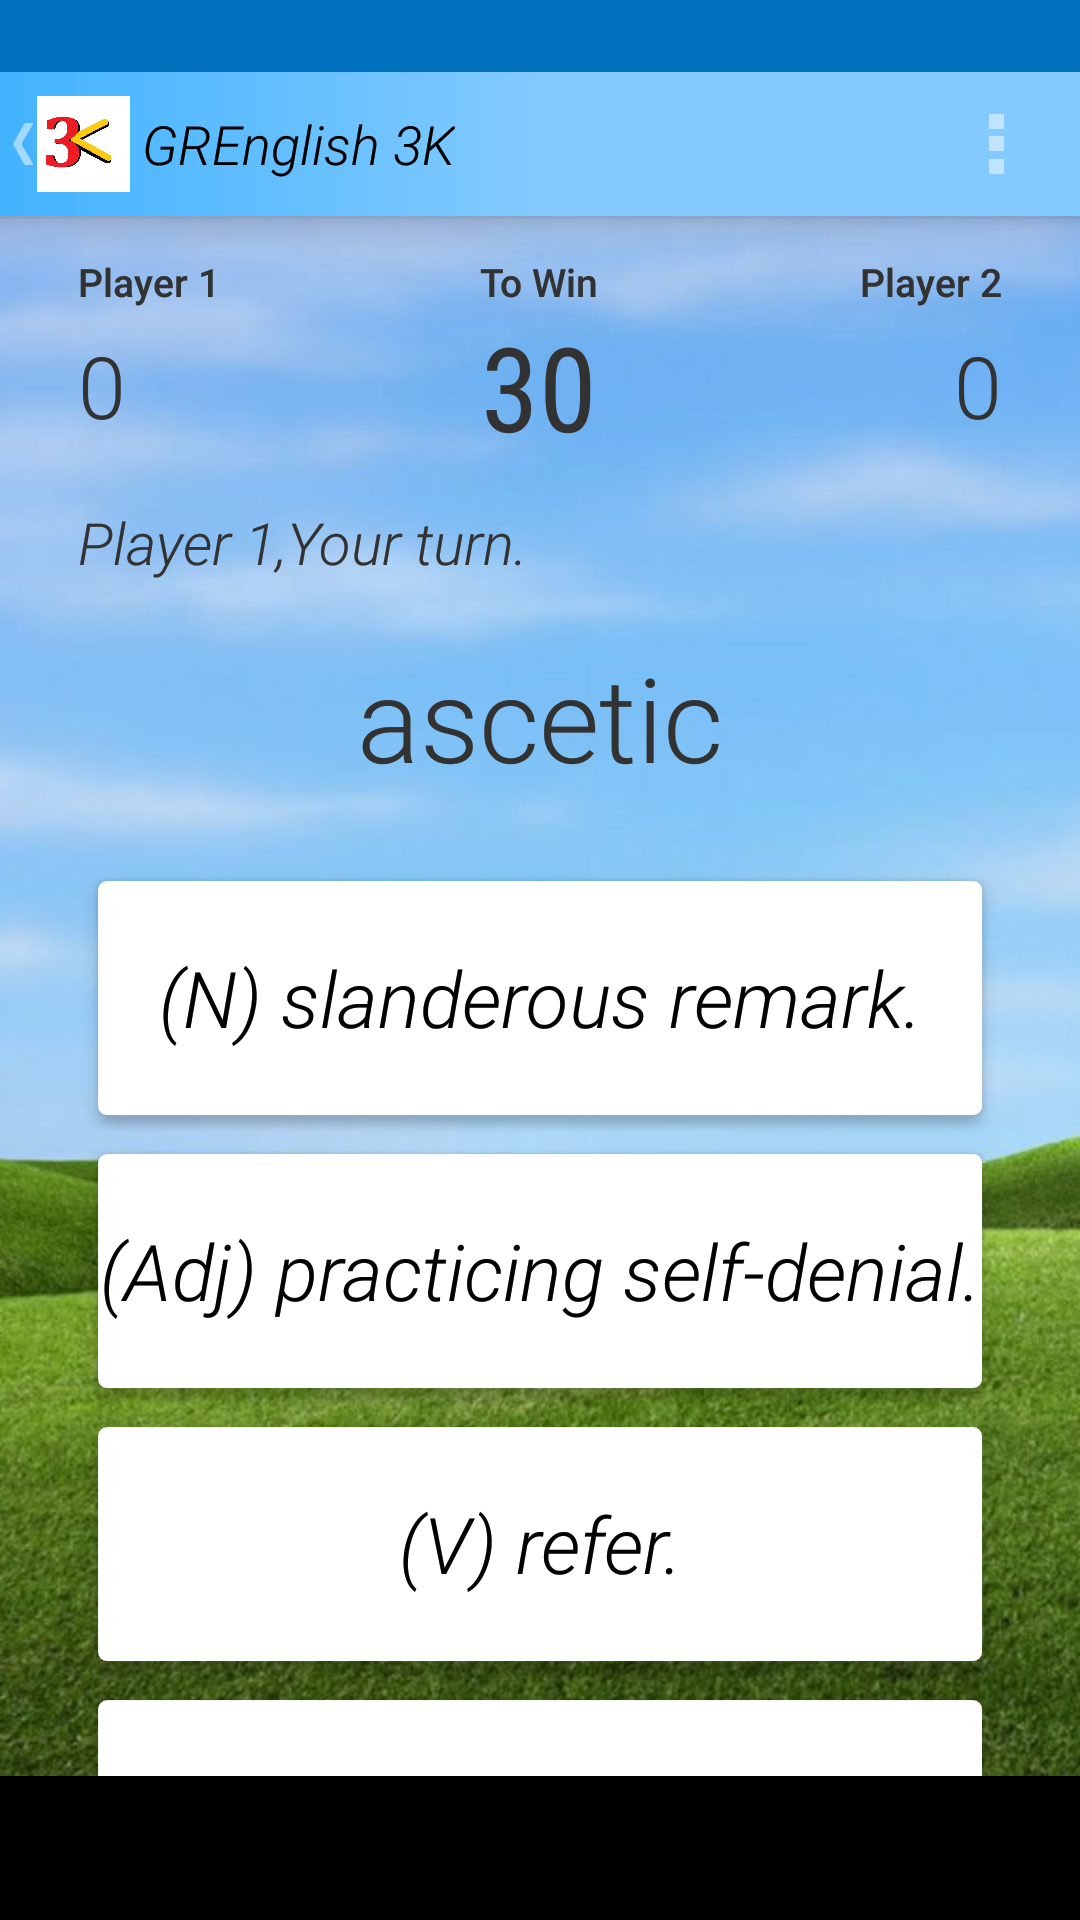 3K
GREnglish 3K
Player 1 To Win Player 2
0 30 0
Player 1,Your turn.
ascetic
(N) slanderous remark.
(Adj) practicing self-denial.
(V) refer.